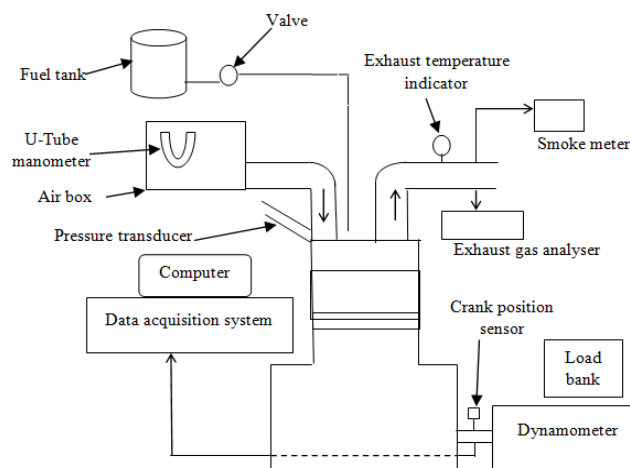 Valve
Fuel tank
Exhaust temperature
indicator
U-Tube
manometer
Smoke meter
Air box
Pressure transducer
Exhaust gas analyser
Computer
Data acquisition system
Crank position
sensor
Load
bank
Dynamometer